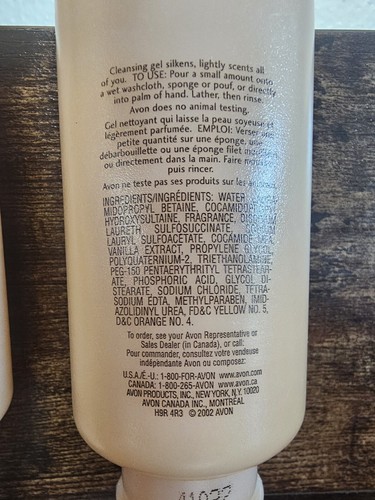 Cleansing gel silkens, lightly scents all
of you. TO USE: Pour a small amount onto
a wet washcloth, sponge or pouf, or directly
into palm of hand. Lather, then rinse.
Avon does no animal testing.
Gel nettoyant qui laisse la peau soyeuse et
légèrement parfumée. EMPLOI: Verser une
petite quantité sur une éponge, une
débarbouillette ou une éponge filet
ou directement dans la main. Faire mousser
puis rincer.
Avon ne teste pas ses produits sur les animaux.
INGREDIENTS/INGRÉDIENTS: WATER
MIDOPROPYL BETAINE, COCAMIDOPROPYL
HYDROXYSULTAINE, FRAGRANCE, DISODIUM
LAURETH SULFOSUCCINATE,
LAURYL SULFOACETATE, COCAMIDE MEA,
VANILLA EXTRACT, PROPYLENE GLYCOL,
POLYQUATERNIUM-2, TRIETHANOLAMINE,
PEG-150 PENTAERYTHRITYL TETRASTEAR-
ATE, PHOSPHORIC ACID, GLYCOL DI-
STEARATE, SODIUM CHLORIDE, TETRA-
SODIUM EDTA, METHYLPARABEN, IMID-
AZOLIDINYL UREA, FD&C YELLOW NO. 5,
D&C ORANGE NO. 4.
To order, see your Avon Representative or
Sales Dealer (in Canada), or call:
Pour commander, consultez votre vendeuse
indépendante Avon ou composez:
U.S.A./É.-U.: 1-800-FOR-AVON www.avon.com
CANADA: 1-800-265-AVON www.avon.ca
AVON PRODUCTS, INC., NEW YORK, N.Y. 10020
AVON CANADA INC., MONTRÉAL
H9R 4R3 © 2002 AVON